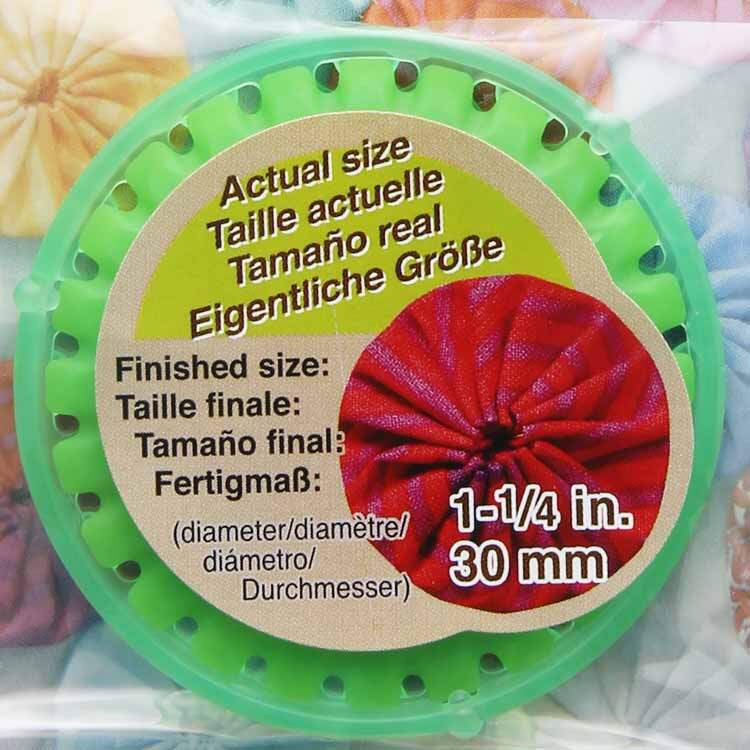 Actual size
Taille actuelle
Tamaño real
Eigentliche Größe
Finished size:
Taille finale:
Tamaño final:
Fertigmaß:
(diameter/diamètre/
diámetro/
Durchmesser)
1-1/4 in.
30 mm